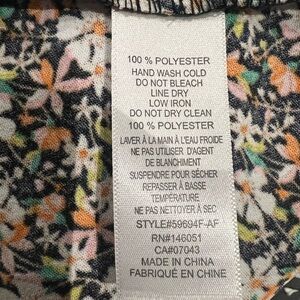 100 % POLYESTER
HAND WASH COLD
DO NOT BLEACH
LINE DRY
LOW IRON
DO NOT DRY CLEAN
100 % POLYESTER
LAVER À LA MAIN À L'EAU FROIDE
NE PAS UTILISER D'AGENT
DE BLANCHIMENT
SUSPENDRE POUR SÉCHER
REPASSER À BASSE
TEMPÉRATURE
NE PAS NETTOYER À SEC
STYLE#59694F-AF
RN#146051
CA#07043
MADE IN CHINA
FABRIQUÉ EN CHINE